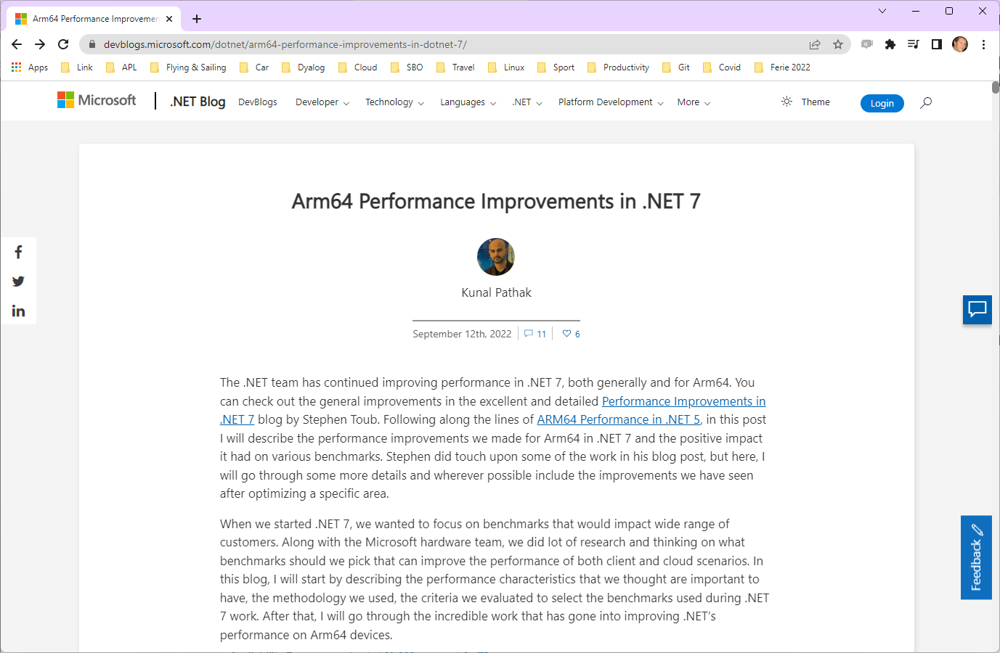 Arm64 Performance Improvemen
devblogs.microsoft.com/dotnet/arm64-performance-improvements-in-dotnet-7/
Apps Link APL Flying & Sailing Car Dyalog Cloud SBO Travel Linux Sport Productivity Git Covid Ferie 2022
Microsoft .NET Blog DevBlogs Developer Technology Languages .NET Platform Development More Theme Login
Arm64 Performance Improvements in .NET 7
Kunal Pathak
September 12th, 2022 11 6
The .NET team has continued improving performance in .NET 7, both generally and for Arm64. You
can check out the general improvements in the excellent and detailed Performance Improvements in
.NET 7 blog by Stephen Toub. Following along the lines of ARM64 Performance in .NET 5, in this post
I will describe the performance improvements we made for Arm64 in .NET 7 and the positive impact
it had on various benchmarks. Stephen did touch upon some of the work in his blog post, but here, I
will go through some more details and wherever possible include the improvements we have seen
after optimizing a specific area.
When we started .NET 7, we wanted to focus on benchmarks that would impact wide range of
customers. Along with the Microsoft hardware team, we did lot of research and thinking on what
benchmarks should we pick that can improve the performance of both client and cloud scenarios. In
this blog, I will start by describing the performance characteristics that we thought are important to
have, the methodology we used, the criteria we evaluated to select the benchmarks used during .NET
7 work. After that, I will go through the incredible work that has gone into improving .NET's
performance on Arm64 devices.
Feedback